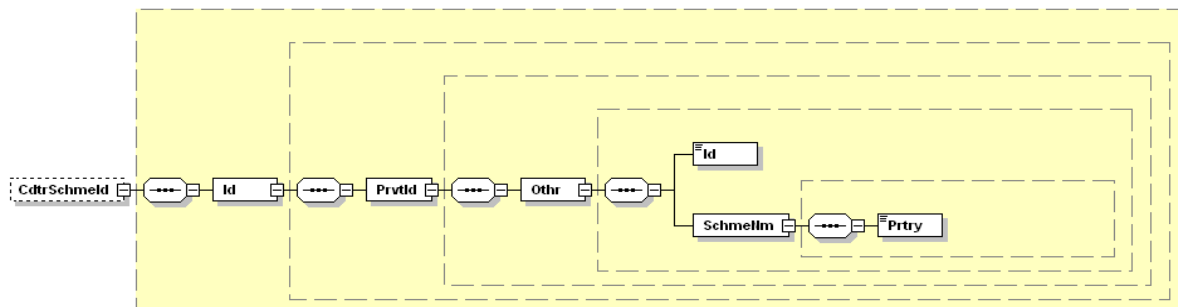 CdtrSchmeId
Id
PrvtId
Othr
Id
SchmeNm
Prtry